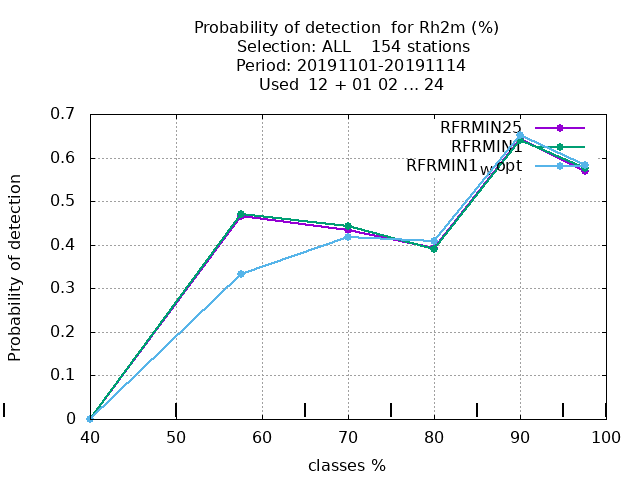 Probability of detection for Rh2m (%)
Selection: ALL 154 stations
Period: 20191101-20191114
Used 12 + 01 02 ... 24
RFRMIN25
RFRMIN1
RFRMIN1wopt
Probability of detection
0.7
0.6
0.5
0.4
0.3
0.2
0.1
0
40 50 60 70 80 90 100
classes %